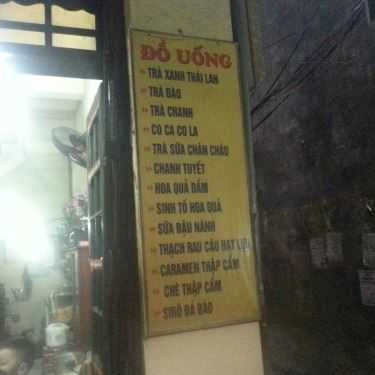 ĐỒ UỐNG
TRÀ XANH THÁI LAN
TRÀ ĐÀO
TRÀ CHANH
CO CA CO LA
TRÀ SỮA CHÂN CHÂU
CHANH TUYẾT
HOA QUẢ DẦM
SINH TỐ HOA QUẢ
SỮA ĐẬU NÀNH
THẠCH RAU CÂU HẠT LỰU
CARAMEN THẬP CẨM
CHÈ THẬP CẨM
SIRÔ ĐÁ BÀO